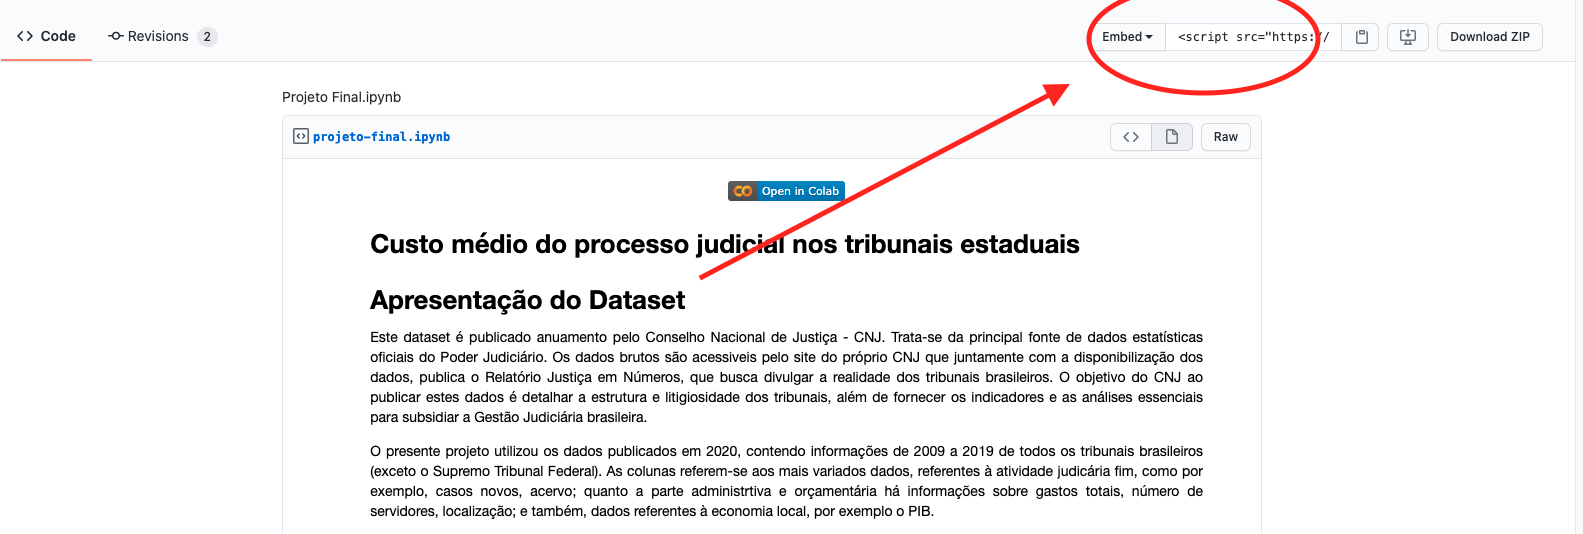 Code
Revisions 2
Embed
<script src="https://
Download ZIP
Projeto Final.ipynb
projeto-final.ipynb
Raw
Open in Colab
Custo médio do processo judicial nos tribunais estaduais
Apresentação do Dataset
Este dataset é publicado anuamento pelo Conselho Nacional de Justiça - CNJ. Trata-se da principal fonte de dados estatísticas
oficiais do Poder Judiciário. Os dados brutos são acessiveis pelo site do próprio CNJ que juntamente com a disponibilização dos
dados, publica o Relatório Justiça em Números, que busca divulgar a realidade dos tribunais brasileiros. O objetivo do CNJ ao
publicar estes dados é detalhar a estrutura e litigiosidade dos tribunais, além de fornecer os indicadores e as análises essenciais
para subsidiar a Gestão Judiciária brasileira.
O presente projeto utilizou os dados publicados em 2020, contendo informações de 2009 a 2019 de todos os tribunais brasileiros
(exceto o Supremo Tribunal Federal). As colunas referem-se aos mais variados dados, referentes à atividade judicária fim, como por
exemplo, casos novos, acervo; quanto a parte administrtiva e orçamentária há informações sobre gastos totais, número de
servidores, localização; e também, dados referentes à economia local, por exemplo o PIB.